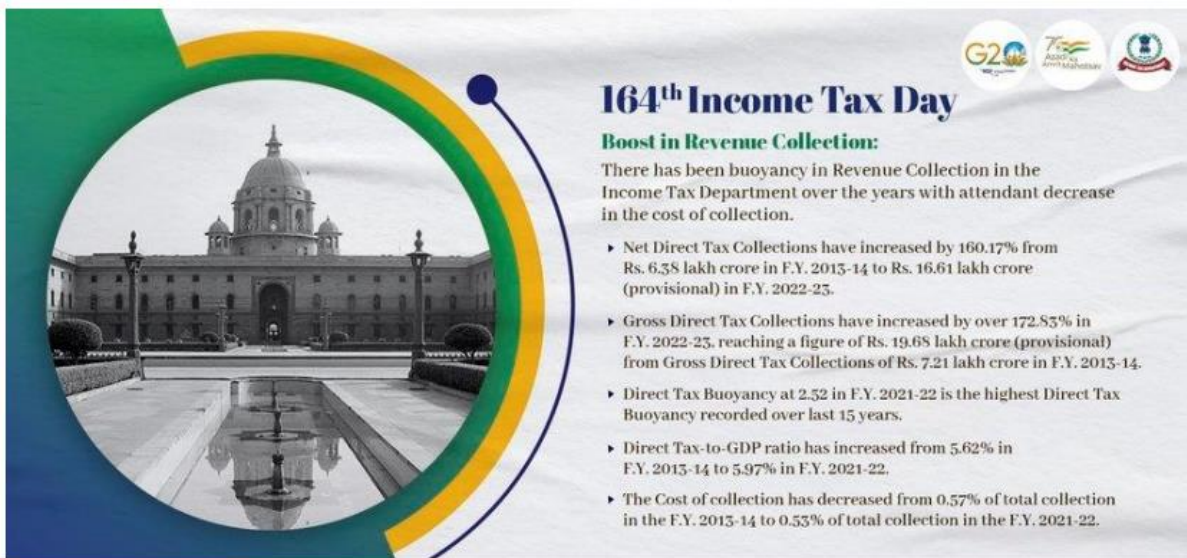 G20
Azadi Ka
Amrit Mahotsav
164th Income Tax Day
Boost in Revenue Collection:
There has been buoyancy in Revenue Collection in the
Income Tax Department over the years with attendant decrease
in the cost of collection.
‣ Net Direct Tax Collections have increased by 160.17% from
Rs. 6.38 lakh crore in F.Y. 2013-14 to Rs. 16.61 lakh crore
(provisional) in F.Y. 2022-23.
‣ Gross Direct Tax Collections have increased by over 172.83% in
F.Y. 2022-23, reaching a figure of Rs. 19.68 lakh crore (provisional)
from Gross Direct Tax Collections of Rs. 7.21 lakh crore in F.Y. 2013-14.
‣ Direct Tax Buoyancy at 2.52 in F.Y. 2021-22 is the highest Direct Tax
Buoyancy recorded over last 15 years.
‣ Direct Tax-to-GDP ratio has increased from 5.62% in
F.Y. 2013-14 to 5.97% in F.Y. 2021-22.
‣ The Cost of collection has decreased from 0.57% of total collection
in the F.Y. 2013-14 to 0.53% of total collection in the F.Y. 2021-22.